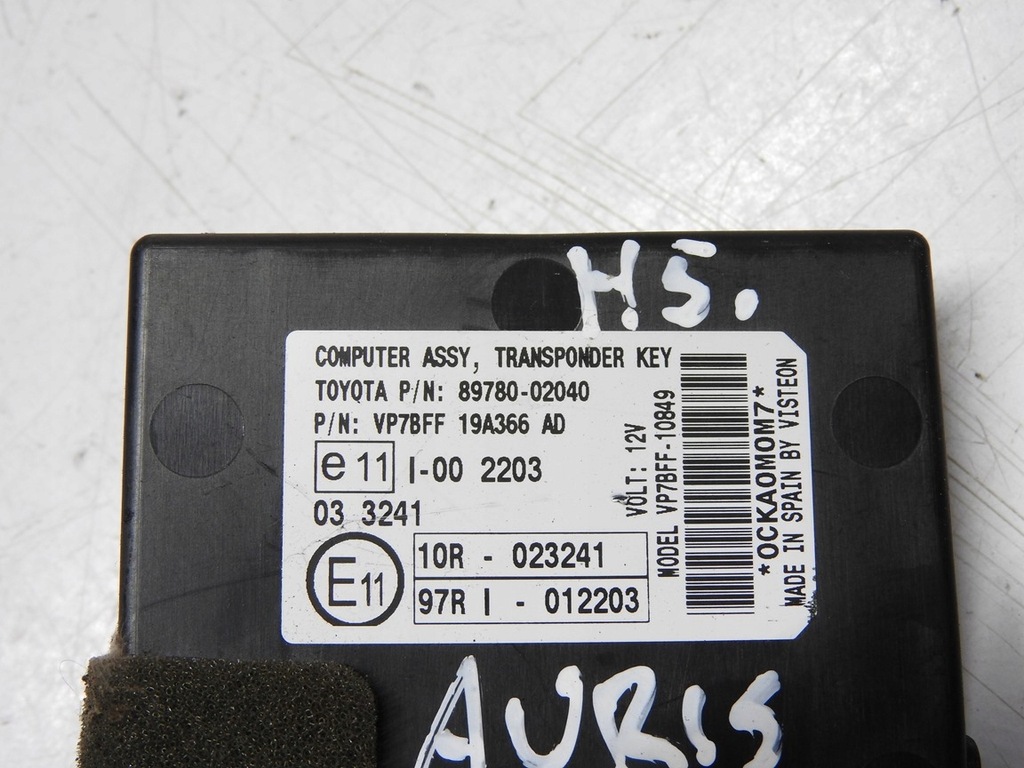 H.5.
COMPUTER ASSY, TRANSPONDER KEY
TOYOTA P/N: 89780-02040
P/N: VP7BFF 19A366 AD
e 11 I-00 2203
03 3241
E11
10R - 023241
97R I - 012203
VOLT: 12V
MODEL VP7BFF-10849
*OCKAOMOM7*
MADE IN SPAIN BY VISTEON
AURIS